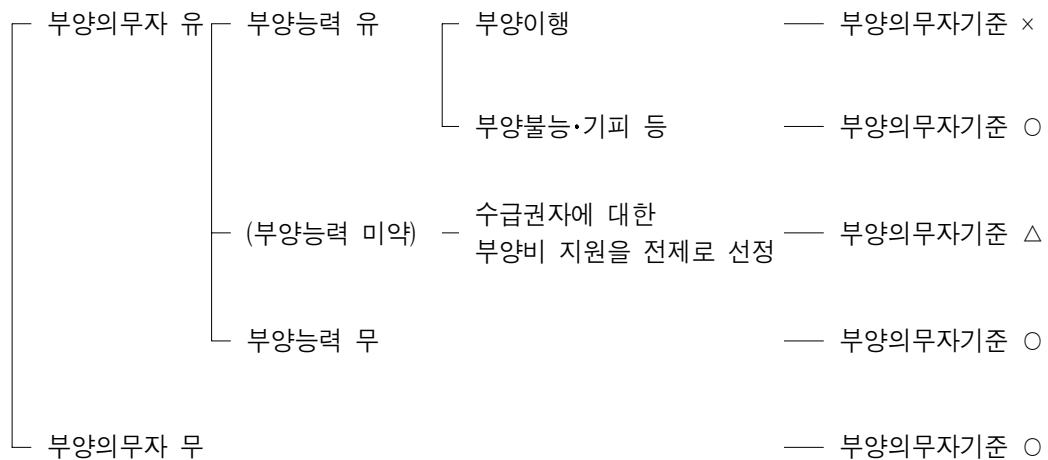 부양의무자 유 부양능력 유 부양이행 부양의무자기준 ×
부양불능·기피 등 부양의무자기준 ○
(부양능력 미약) 수급권자에 대한
부양비 지원을 전제로 선정 부양의무자기준 △
부양능력 무 부양의무자기준 ○
부양의무자 무 부양의무자기준 ○